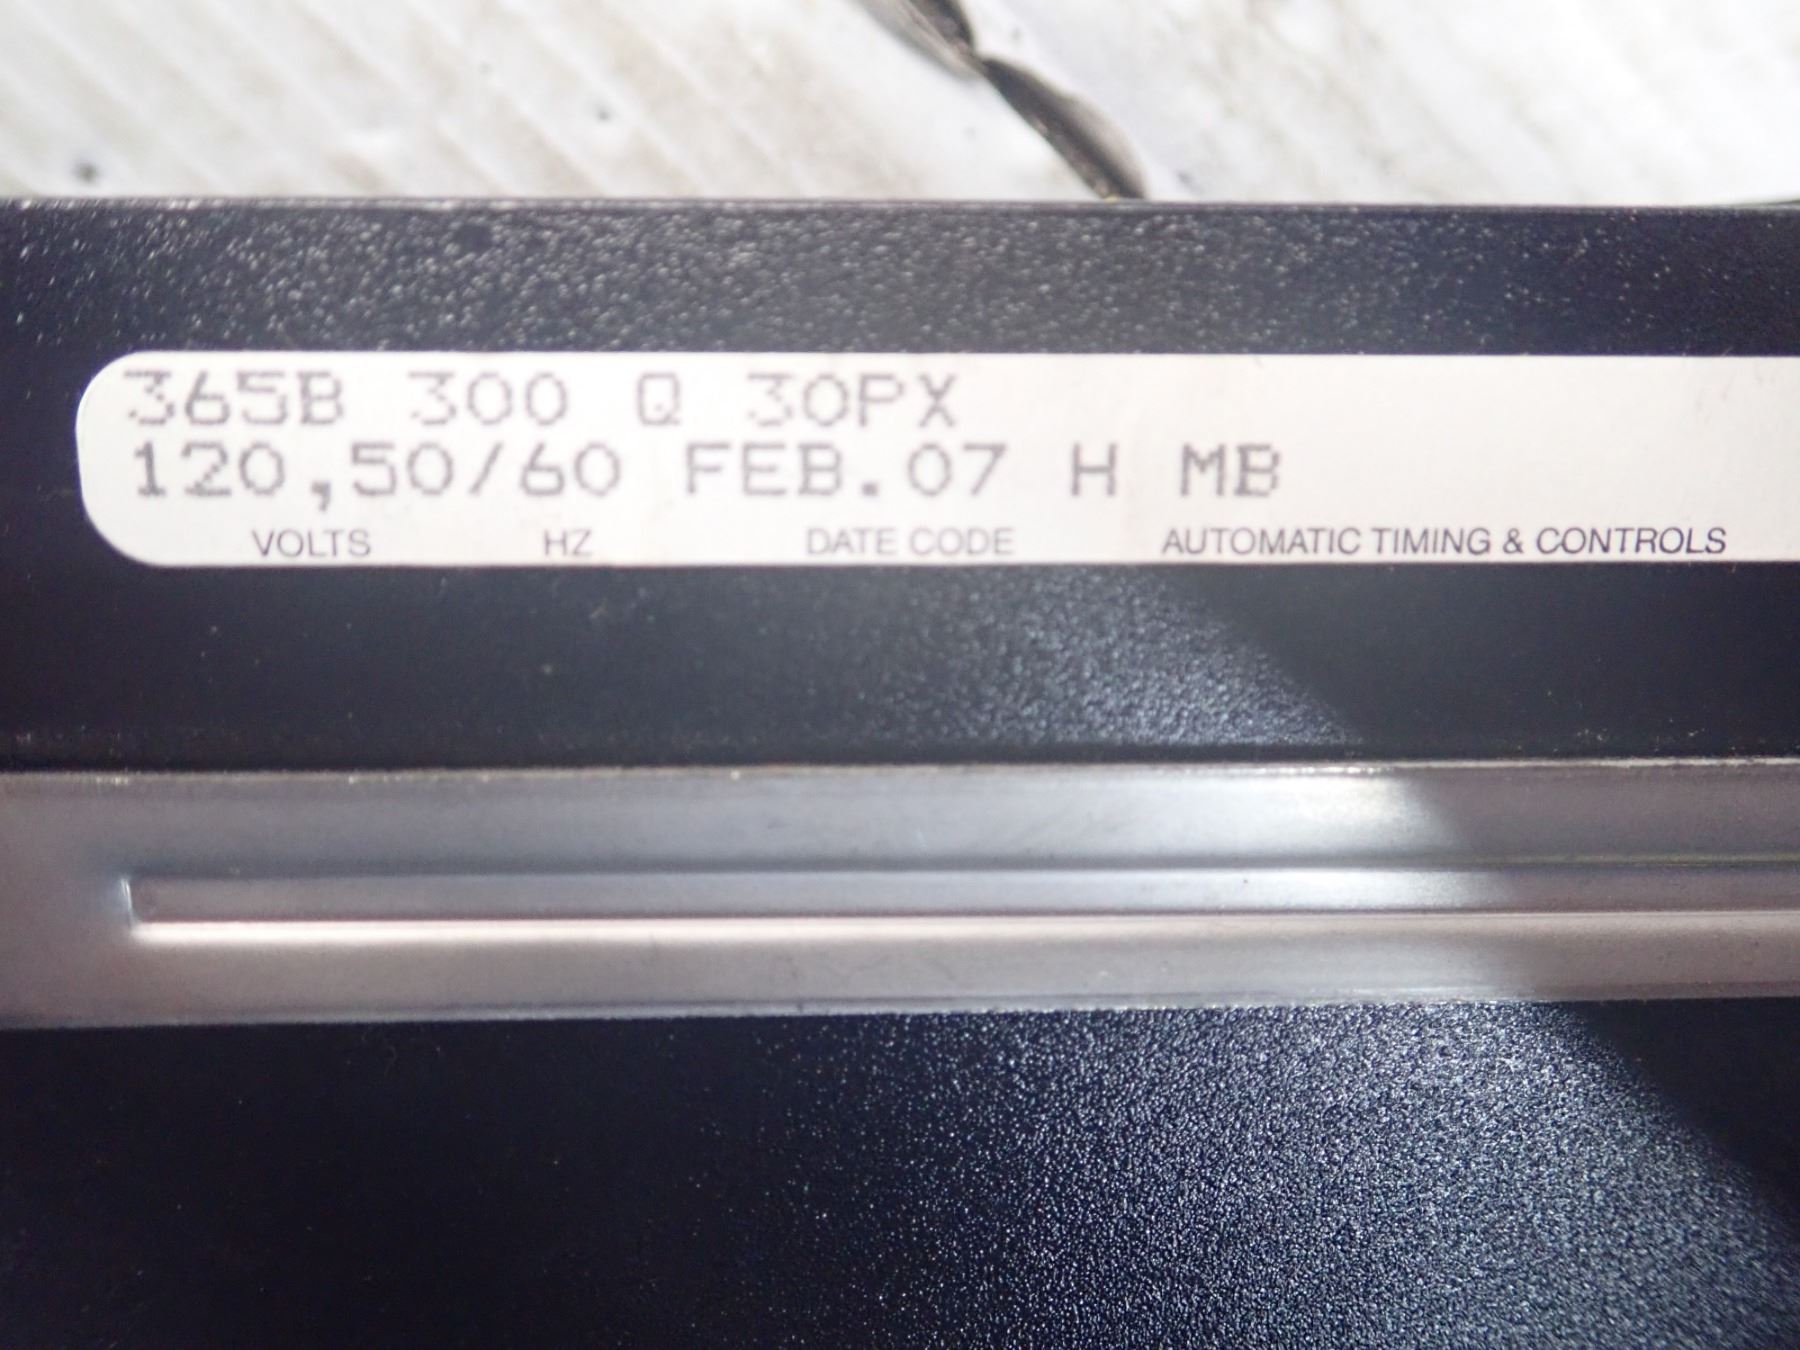 365B 300 Q 30PX
120,50/60 FEB.07 H MB
VOLTS HZ DATE CODE AUTOMATIC TIMING & CONTROLS